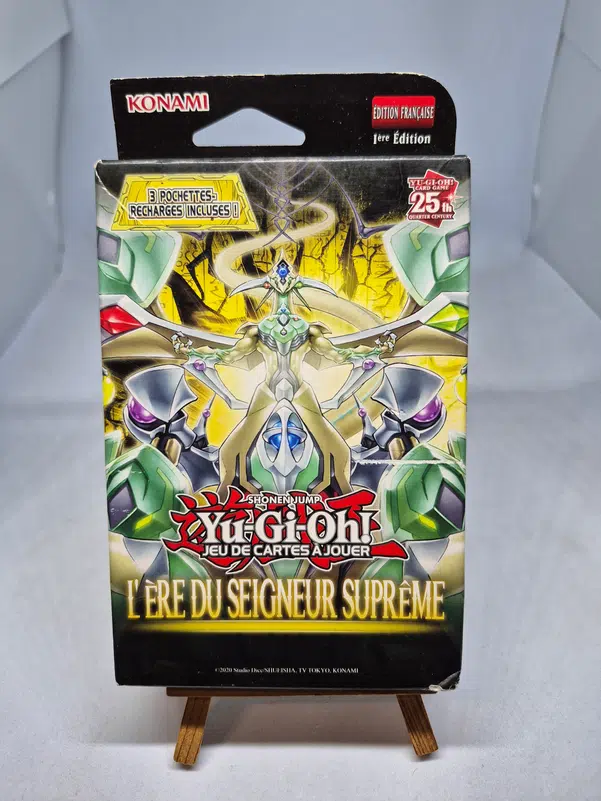 KONAMI
EDITION FRANÇAISE
1ère Édition
3 POCHETTES-
RECHARGES INCLUSES !
YU-GI-OH!
CARD GAME
25th
QUARTER CENTURY
SHONEN JUMP
Yu-Gi-Oh!
JEU DE CARTES À JOUER
L'ÈRE DU SEIGNEUR SUPRÊME
©2020 Studio Dice/SHUEISHA, TV TOKYO, KONAMI